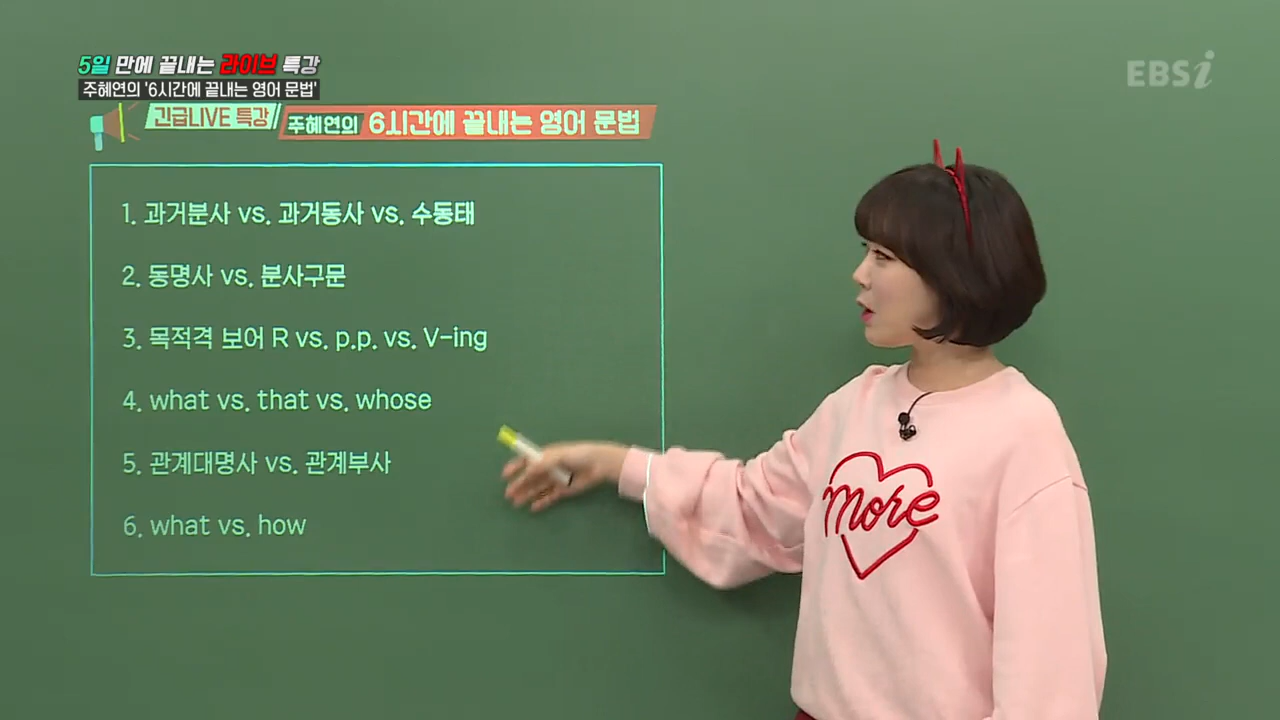 5일 만에 끝내는 라이브 특강
주혜연의 '6시간에 끝내는 영어 문법'
EBSi
긴급LIVE 특강 주혜연의 6시간에 끝내는 영어 문법
1. 과거분사 vs. 과거동사 vs. 수동태
2. 동명사 vs. 분사구문
3. 목적격 보어 R vs. p.p. vs. V-ing
4. what vs. that vs. whose
5. 관계대명사 vs. 관계부사
6. what vs. how
more